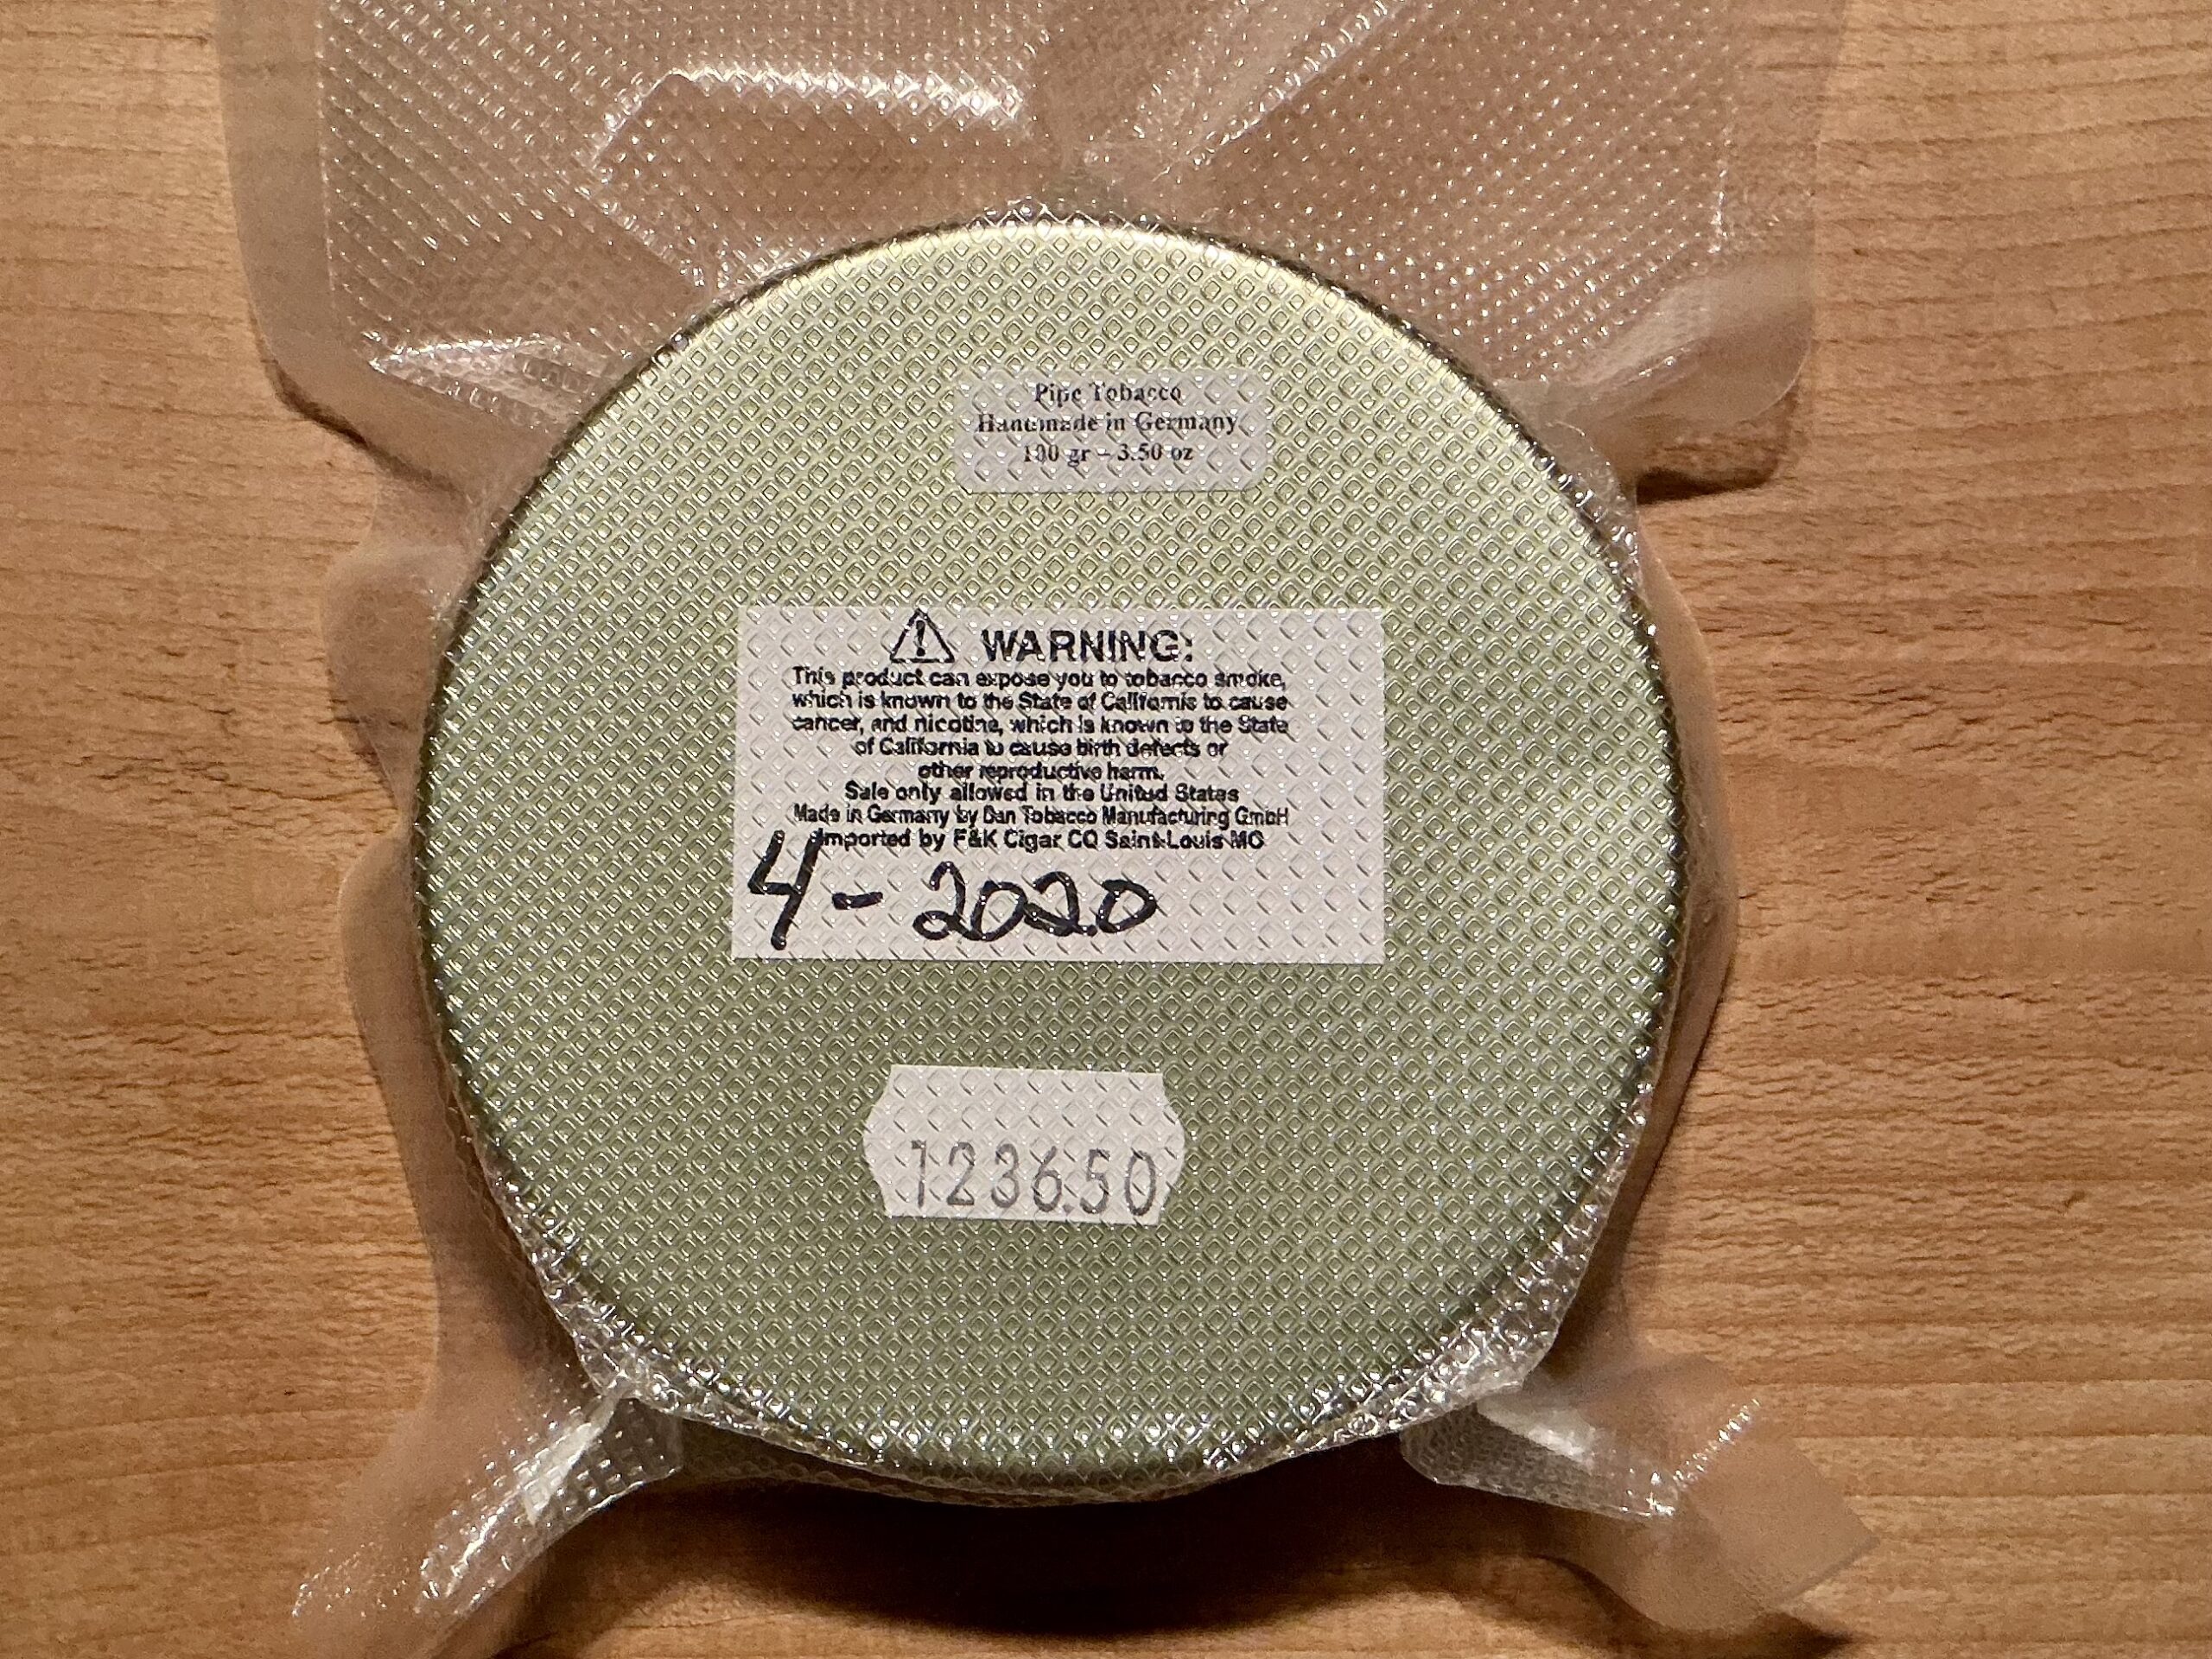 Pipe Tobacco
Handmade in Germany
100 gr – 3.50 oz
WARNING:
This product can expose you to tobacco smoke,
which is known to the State of California to cause
cancer, and nicotine, which is known to the State
of California to cause birth defects or
other reproductive harm.
Sale only allowed in the United States
Made in Germany by Dan Tobacco Manufacturing GmbH
Imported by F&K Cigar CO Saint-Louis MO
4-2020
123650